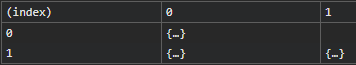 (index) 0 1
0 {…}
1 {…} {…}